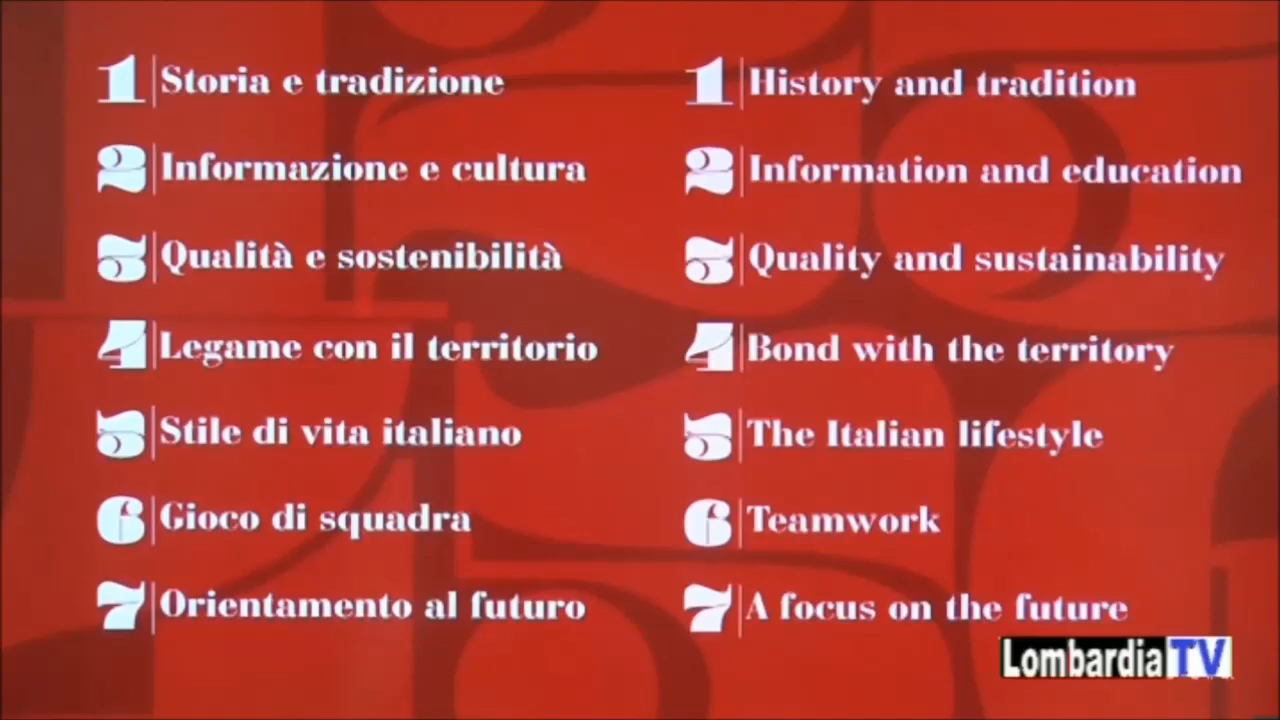 1 Storia e tradizione
2 Informazione e cultura
3 Qualità e sostenibilità
4 Legame con il territorio
5 Stile di vita italiano
6 Gioco di squadra
7 Orientamento al futuro
1 History and tradition
2 Information and education
3 Quality and sustainability
4 Bond with the territory
5 The Italian lifestyle
6 Teamwork
7 A focus on the future
LombardiaTV